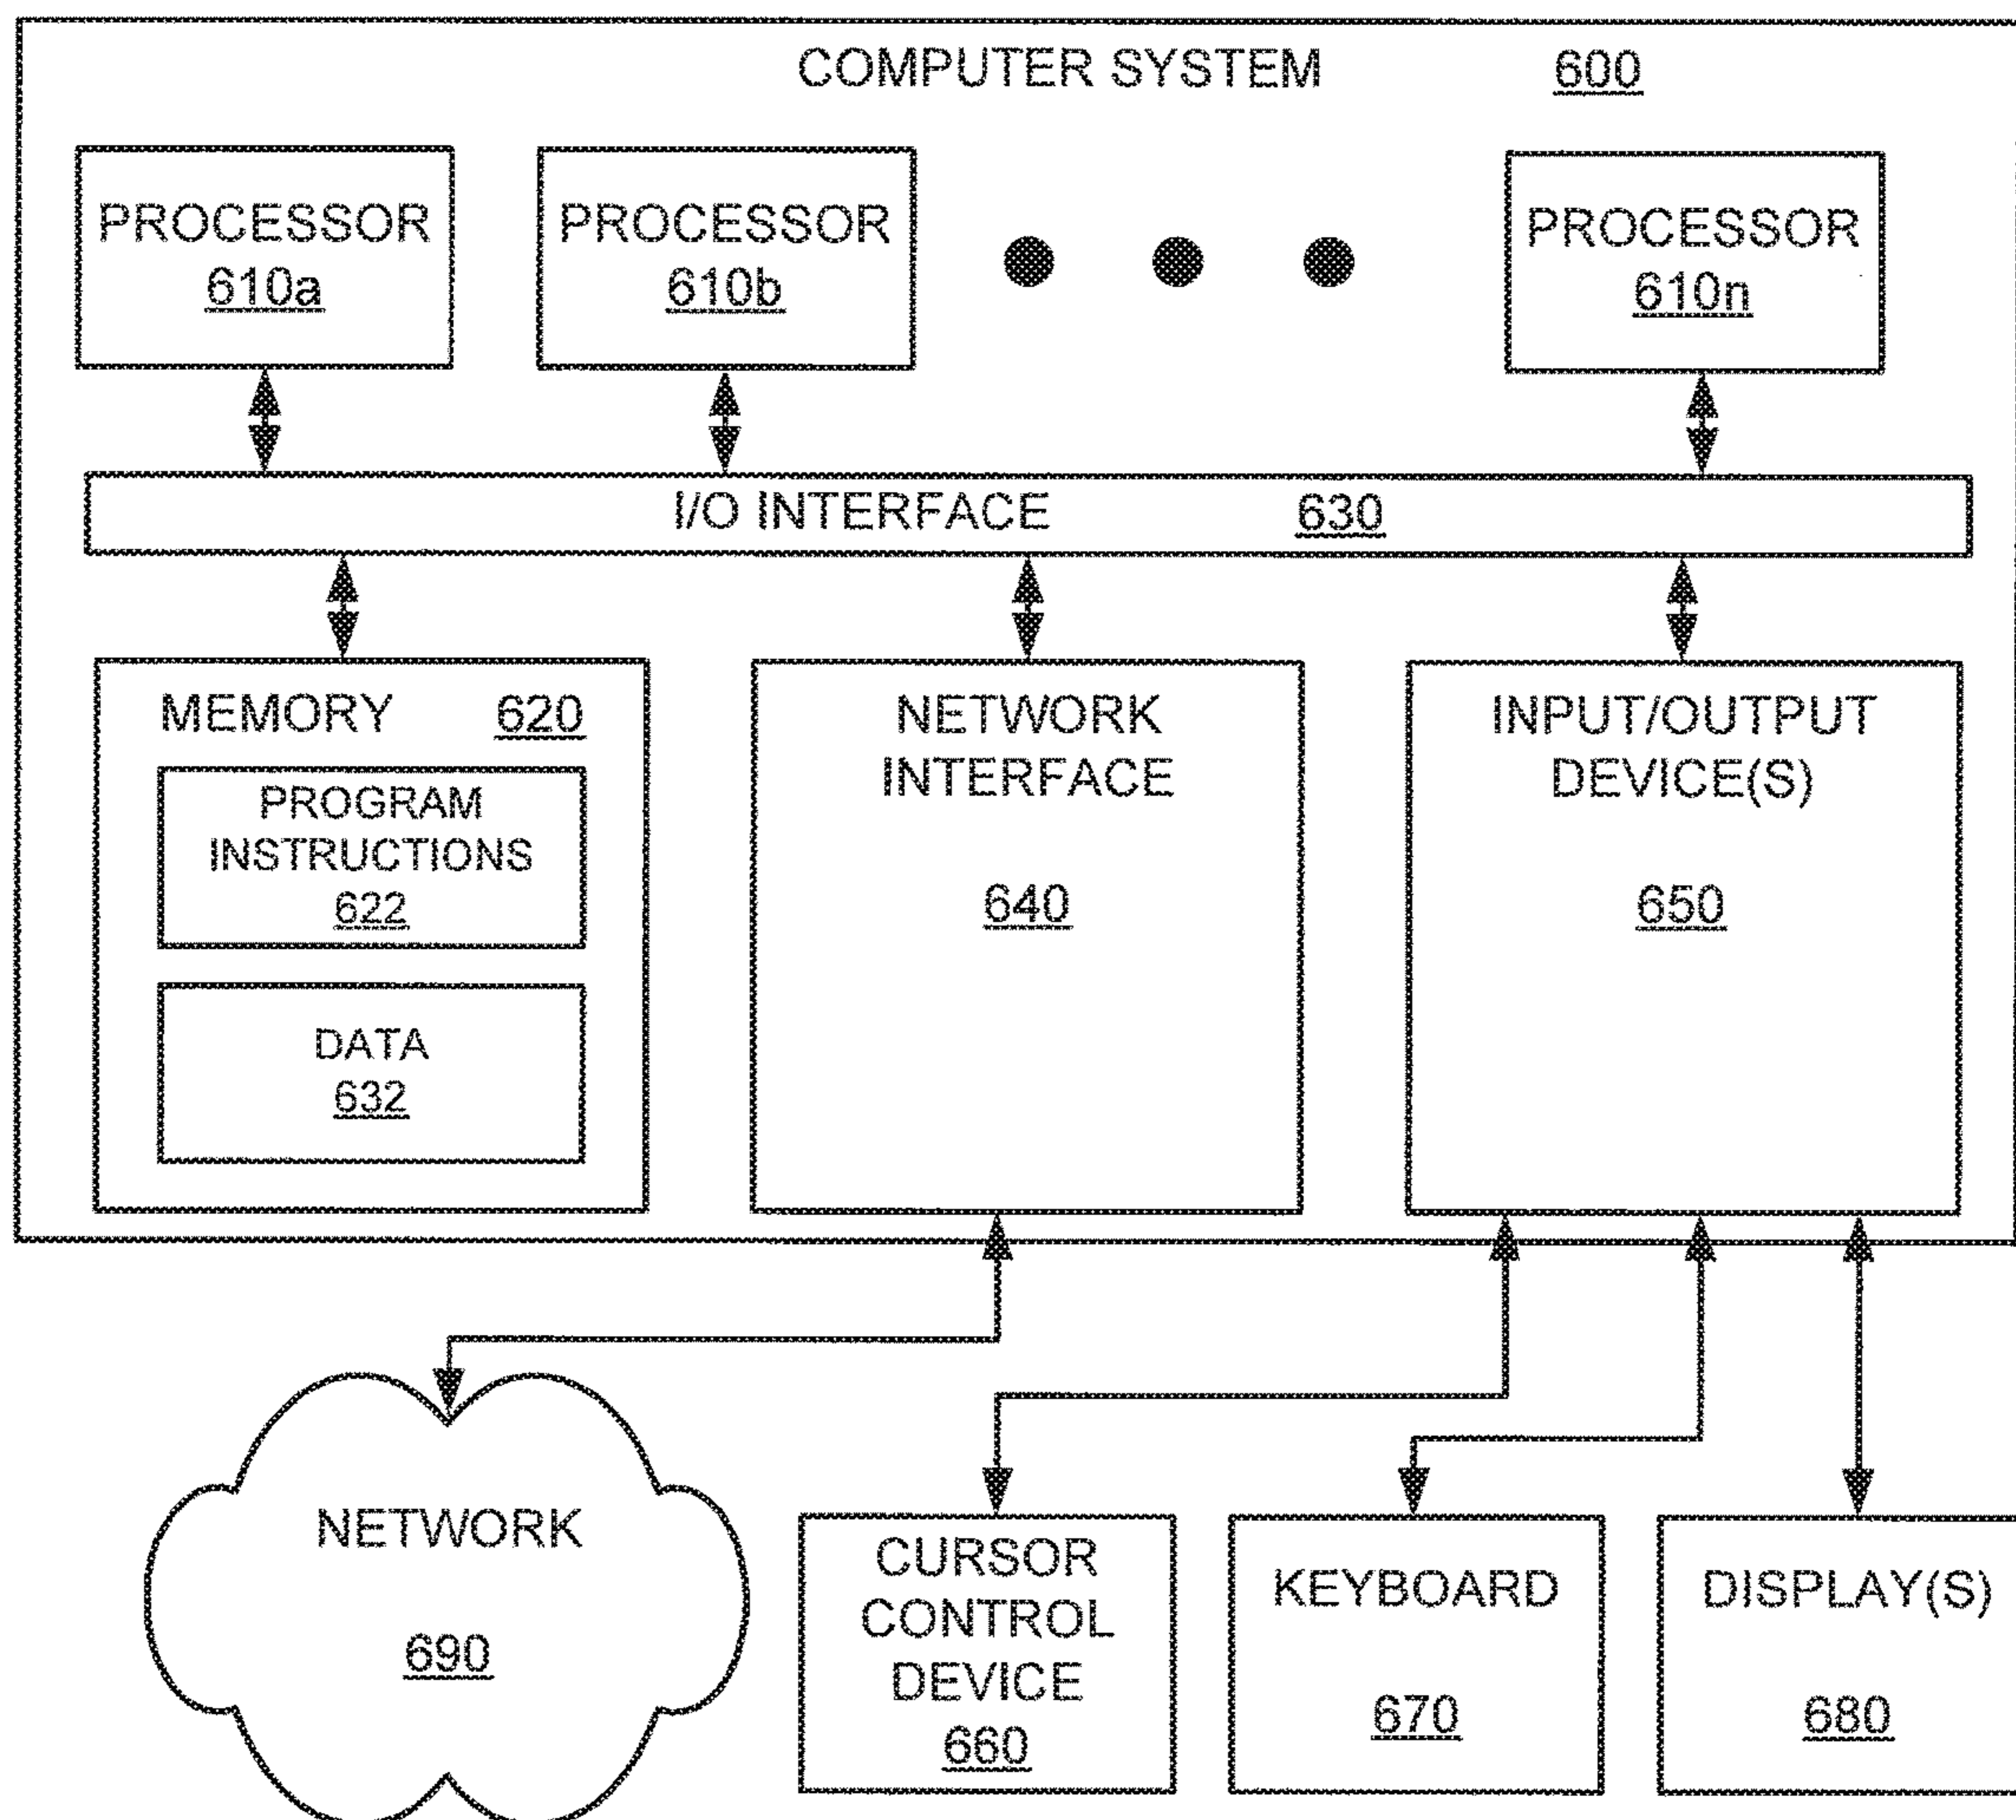 COMPUTER SYSTEM 600
PROCESSOR
610a
PROCESSOR
610b
PROCESSOR
610n
I/O INTERFACE 630
MEMORY 620
PROGRAM
INSTRUCTIONS
622
DATA
632
NETWORK
INTERFACE
640
INPUT/OUTPUT
DEVICE(S)
650
NETWORK
690
CURSOR
CONTROL
DEVICE
660
KEYBOARD
670
DISPLAY(S)
680